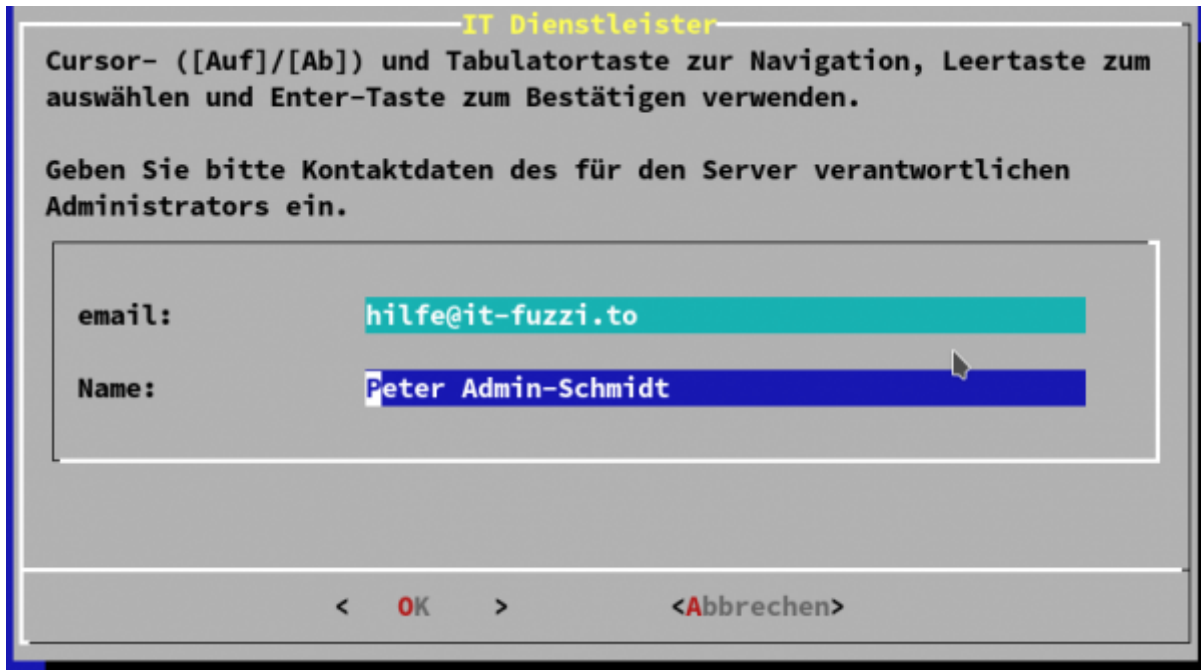 IT Dienstleister
Cursor- ([Auf]/[Ab]) und Tabulatortaste zur Navigation, Leertaste zum
auswählen und Enter-Taste zum Bestätigen verwenden.
Geben Sie bitte Kontaktdaten des für den Server verantwortlichen
Administrators ein.
email: hilfe@it-fuzzi.to
Name: Peter Admin-Schmidt
< OK > <Abbrechen>